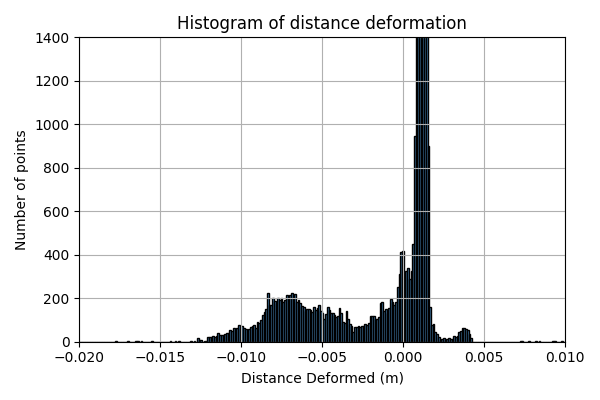 Histogram of distance deformation
1400
1200
1000
800
600
400
200
0
Number of points
−0.020 −0.015 −0.010 −0.005 0.000 0.005 0.010
Distance Deformed (m)